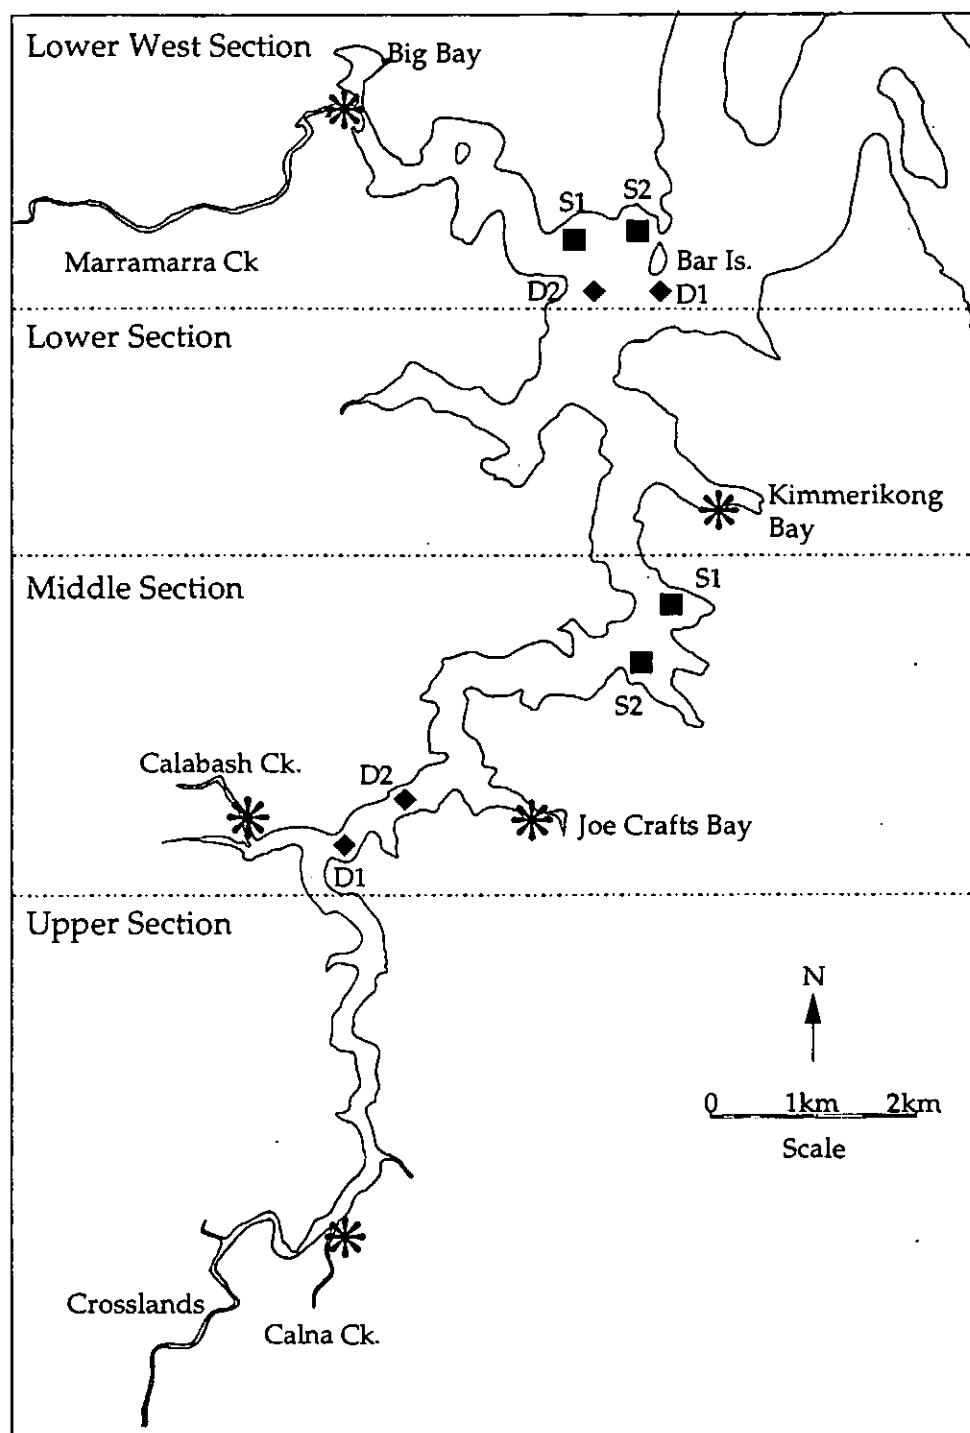 Lower West Section
Big Bay
S1
S2
Marramarra Ck
Bar Is.
D2
D1
Lower Section
Kimmerikong
Bay
Middle Section
S1
S2
Calabash Ck.
D2
Joe Crafts Bay
D1
Upper Section
N
0 1km 2km
Scale
Crosslands
Calna Ck.